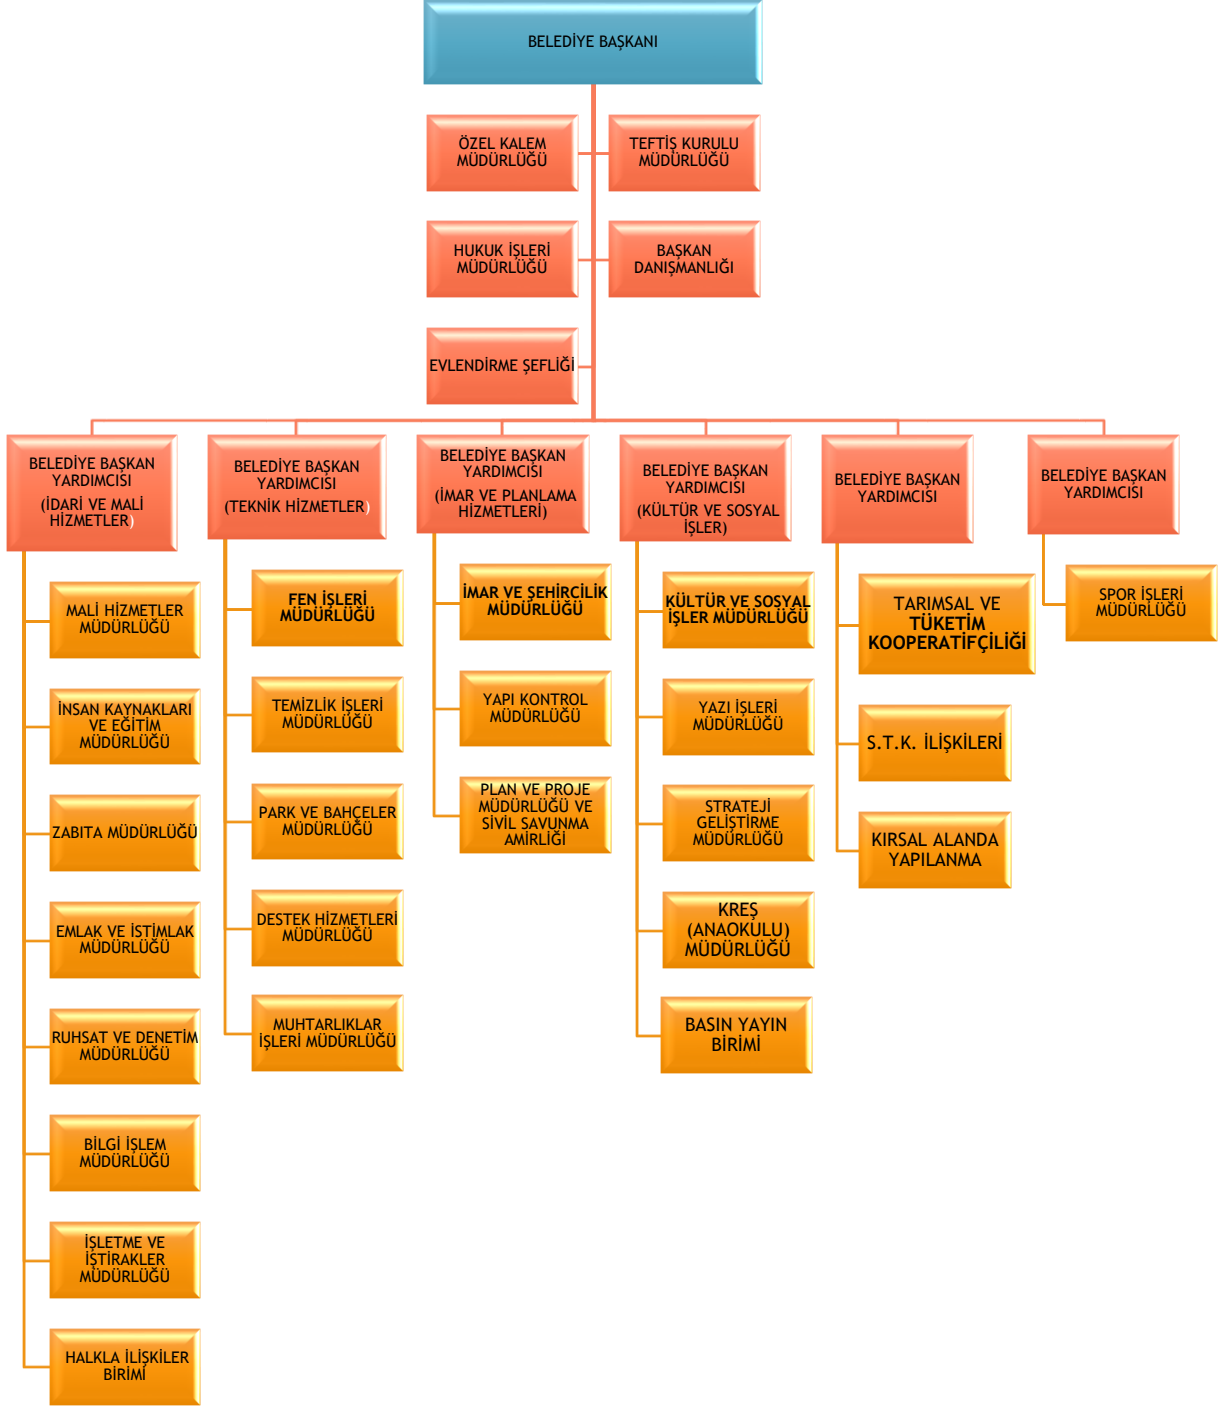 BELEDİYE BAŞKANI
ÖZEL KALEM
MÜDÜRLÜĞÜ
TEFTİŞ KURULU
MÜDÜRLÜĞÜ
HUKUK İŞLERİ
MÜDÜRLÜĞÜ
BAŞKAN
DANIŞMANLIĞI
EVLENDİRME ŞEFLİĞİ
BELEDİYE BAŞKAN
YARDIMCISI
(İDARİ VE MALİ
HİZMETLER)
MALİ HİZMETLER
MÜDÜRLÜĞÜ
İNSAN KAYNAKLARI
VE EĞİTİM
MÜDÜRLÜĞÜ
ZABITA MÜDÜRLÜĞÜ
EMLAK VE İSTİMLAK
MÜDÜRLÜĞÜ
RUHSAT VE DENETİM
MÜDÜRLÜĞÜ
BİLGİ İŞLEM
MÜDÜRLÜĞÜ
İŞLETME VE
İŞTİRAKLER
MÜDÜRLÜĞÜ
HALKLA İLİŞKİLER
BİRİMİ
BELEDİYE BAŞKAN
YARDIMCISI
(TEKNİK HİZMETLER)
FEN İŞLERİ
MÜDÜRLÜĞÜ
TEMİZLİK İŞLERİ
MÜDÜRLÜĞÜ
PARK VE BAHÇELER
MÜDÜRLÜĞÜ
DESTEK HİZMETLERİ
MÜDÜRLÜĞÜ
MUHTARLIKLAR
İŞLERİ MÜDÜRLÜĞÜ
BELEDİYE BAŞKAN
YARDIMCISI
(İMAR VE PLANLAMA
HİZMETLERİ)
İMAR VE ŞEHİRCİLİK
MÜDÜRLÜĞÜ
YAPI KONTROL
MÜDÜRLÜĞÜ
PLAN VE PROJE
MÜDÜRLÜĞÜ VE
SİVİL SAVUNMA
AMİRLİĞİ
BELEDİYE BAŞKAN
YARDIMCISI
(KÜLTÜR VE SOSYAL
İŞLER)
KÜLTÜR VE SOSYAL
İŞLER MÜDÜRLÜĞÜ
YAZI İŞLERİ
MÜDÜRLÜĞÜ
STRATEJİ
GELİŞTİRME
MÜDÜRLÜĞÜ
KREŞ
(ANAOKULU)
MÜDÜRLÜĞÜ
BASIN YAYIN
BİRİMİ
BELEDİYE BAŞKAN
YARDIMCISI
TARIMSAL VE
TÜKETİM
KOOPERATİFÇİLİĞİ
S.T.K. İLİŞKİLERİ
KIRSAL ALANDA
YAPILANMA
BELEDİYE BAŞKAN
YARDIMCISI
SPOR İŞLERİ
MÜDÜRLÜĞÜ